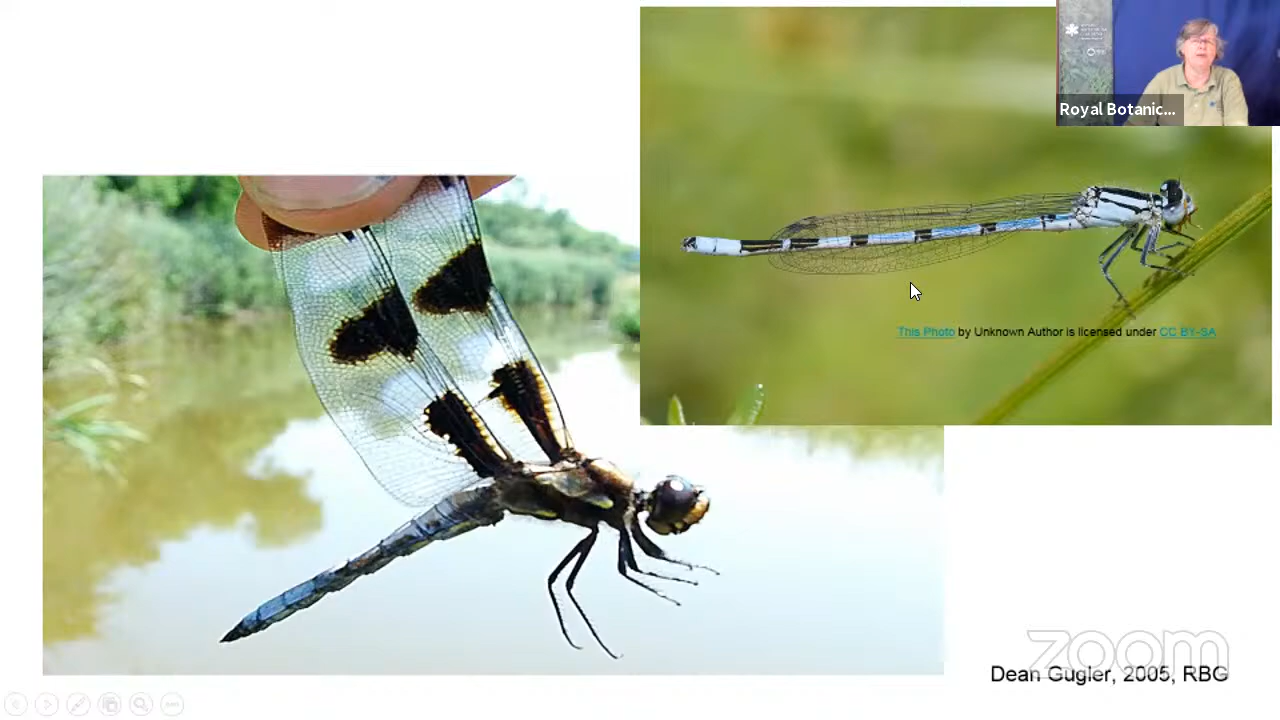 Royal Botanic...
This Photo by Unknown Author is licensed under CC BY-SA
zoom
Dean Gugler, 2005, RBG